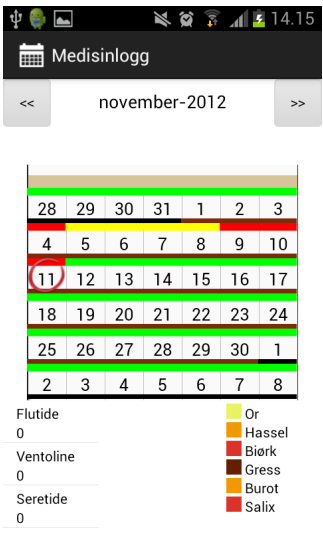 14.15
Medisinlogg
<< november-2012 >>
28 29 30 31 1 2 3
4 5 6 7 8 9 10
11 12 13 14 15 16 17
18 19 20 21 22 23 24
25 26 27 28 29 30 1
2 3 4 5 6 7 8
Flutide
0
Ventoline
0
Seretide
0
Or
Hassel
Biørk
Gress
Burot
Salix